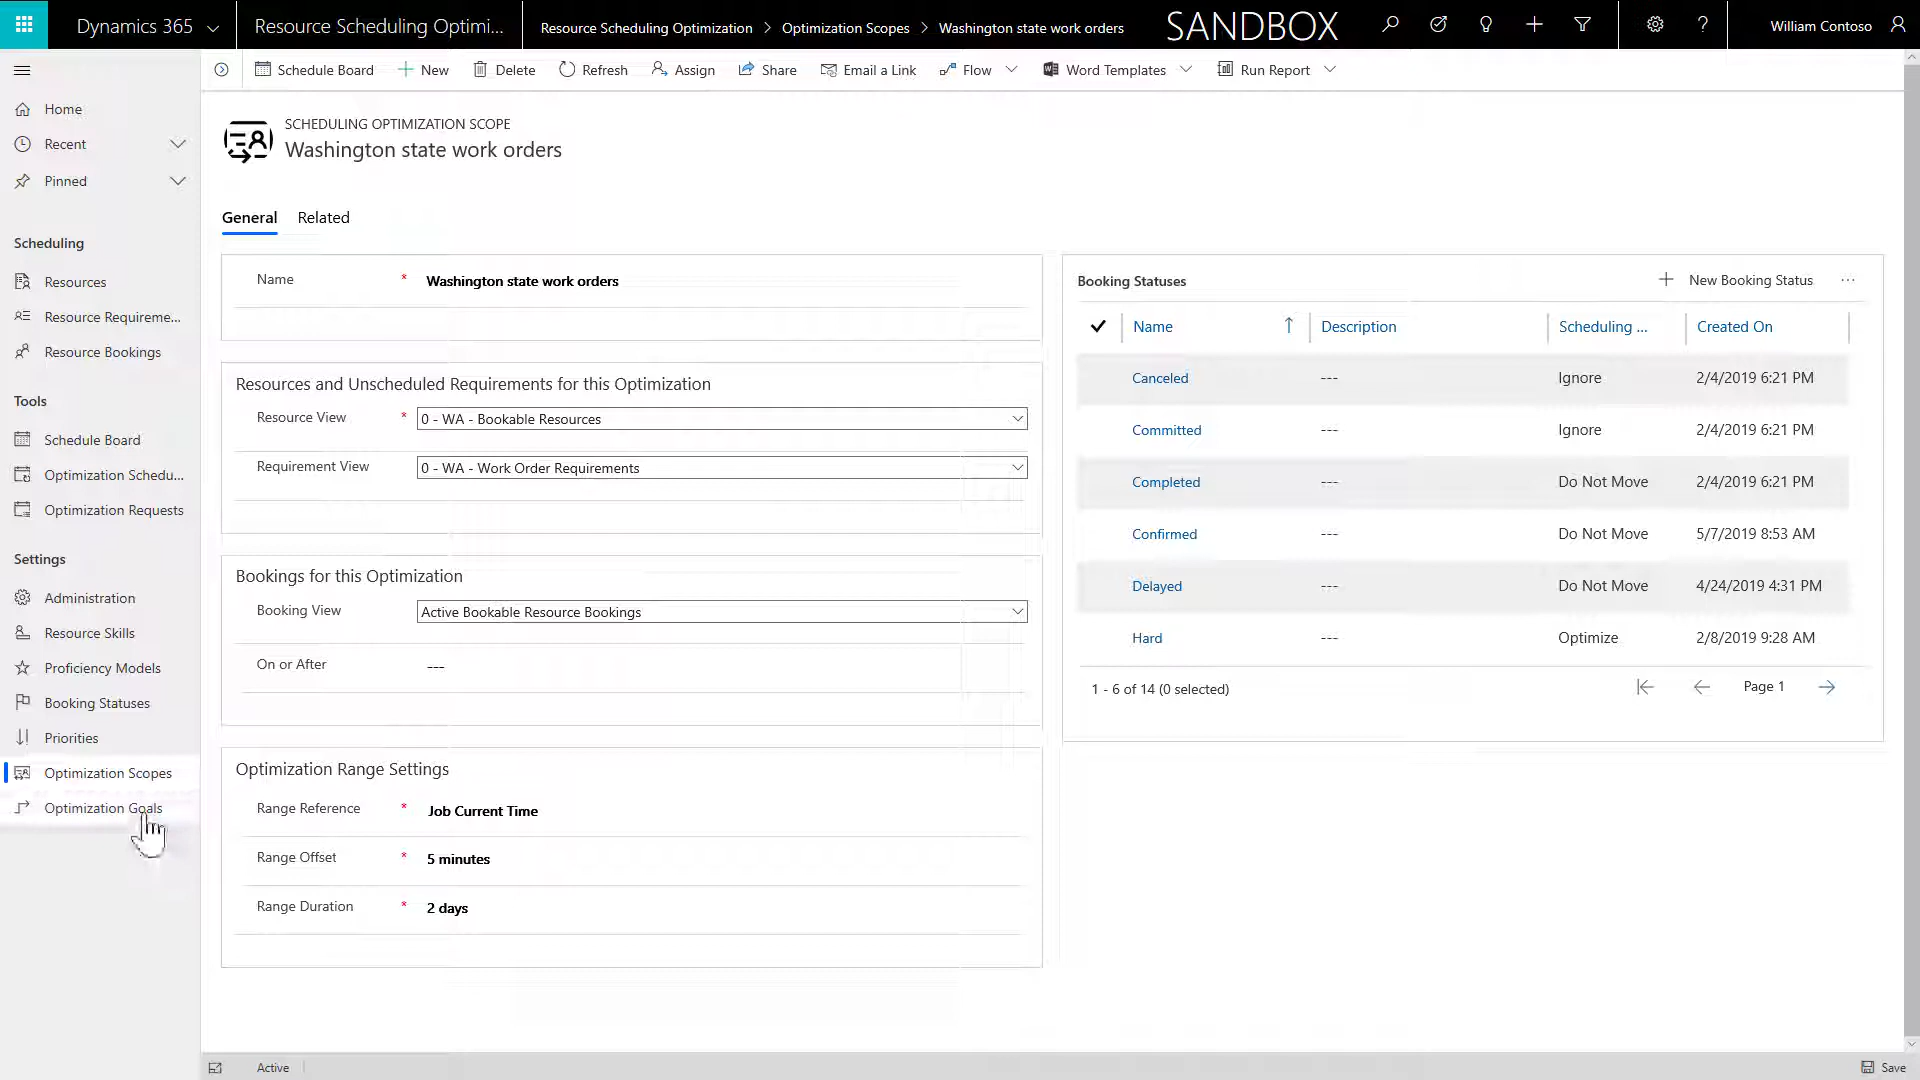 Dynamics 365
Resource Scheduling Optimi...
Resource Scheduling Optimization > Optimization Scopes > Washington state work orders
SANDBOX
William Contoso
Schedule Board
New
Delete
Refresh
Assign
Share
Email a Link
Flow
Word Templates
Run Report
Home
Recent
Pinned
Scheduling
Resources
Resource Requireme...
Resource Bookings
Tools
Schedule Board
Optimization Schedu...
Optimization Requests
Settings
Administration
Resource Skills
Proficiency Models
Booking Statuses
Priorities
Optimization Scopes
Optimization Goals
SCHEDULING OPTIMIZATION SCOPE
Washington state work orders
General Related
Name * Washington state work orders
Resources and Unscheduled Requirements for this Optimization
Resource View * 0 - WA - Bookable Resources
Requirement View 0 - WA - Work Order Requirements
Bookings for this Optimization
Booking View Active Bookable Resource Bookings
On or After ---
Optimization Range Settings
Range Reference * Job Current Time
Range Offset * 5 minutes
Range Duration * 2 days
Booking Statuses + New Booking Status ...
Name Description Scheduling ... Created On
Canceled --- Ignore 2/4/2019 6:21 PM
Committed --- Ignore 2/4/2019 6:21 PM
Completed --- Do Not Move 2/4/2019 6:21 PM
Confirmed --- Do Not Move 5/7/2019 8:53 AM
Delayed --- Do Not Move 4/24/2019 4:31 PM
Hard --- Optimize 2/8/2019 9:28 AM
1 - 6 of 14 (0 selected) Page 1
Active
Save